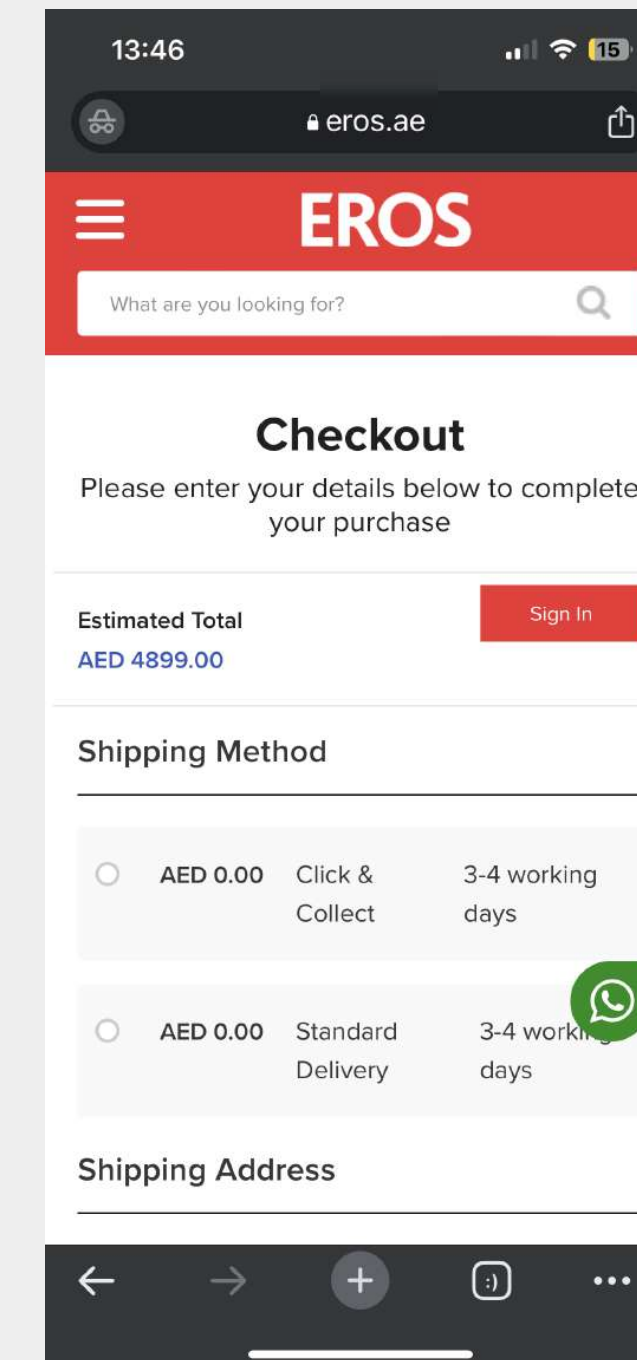 13:46
15
eros.ae
EROS
What are you looking for?
Checkout
Please enter your details below to complete
your purchase
Estimated Total
Sign In
AED 4899.00
Shipping Method
AED 0.00 Click & 3-4 working
Collect days
AED 0.00 Standard 3-4 working
Delivery days
Shipping Address
:)